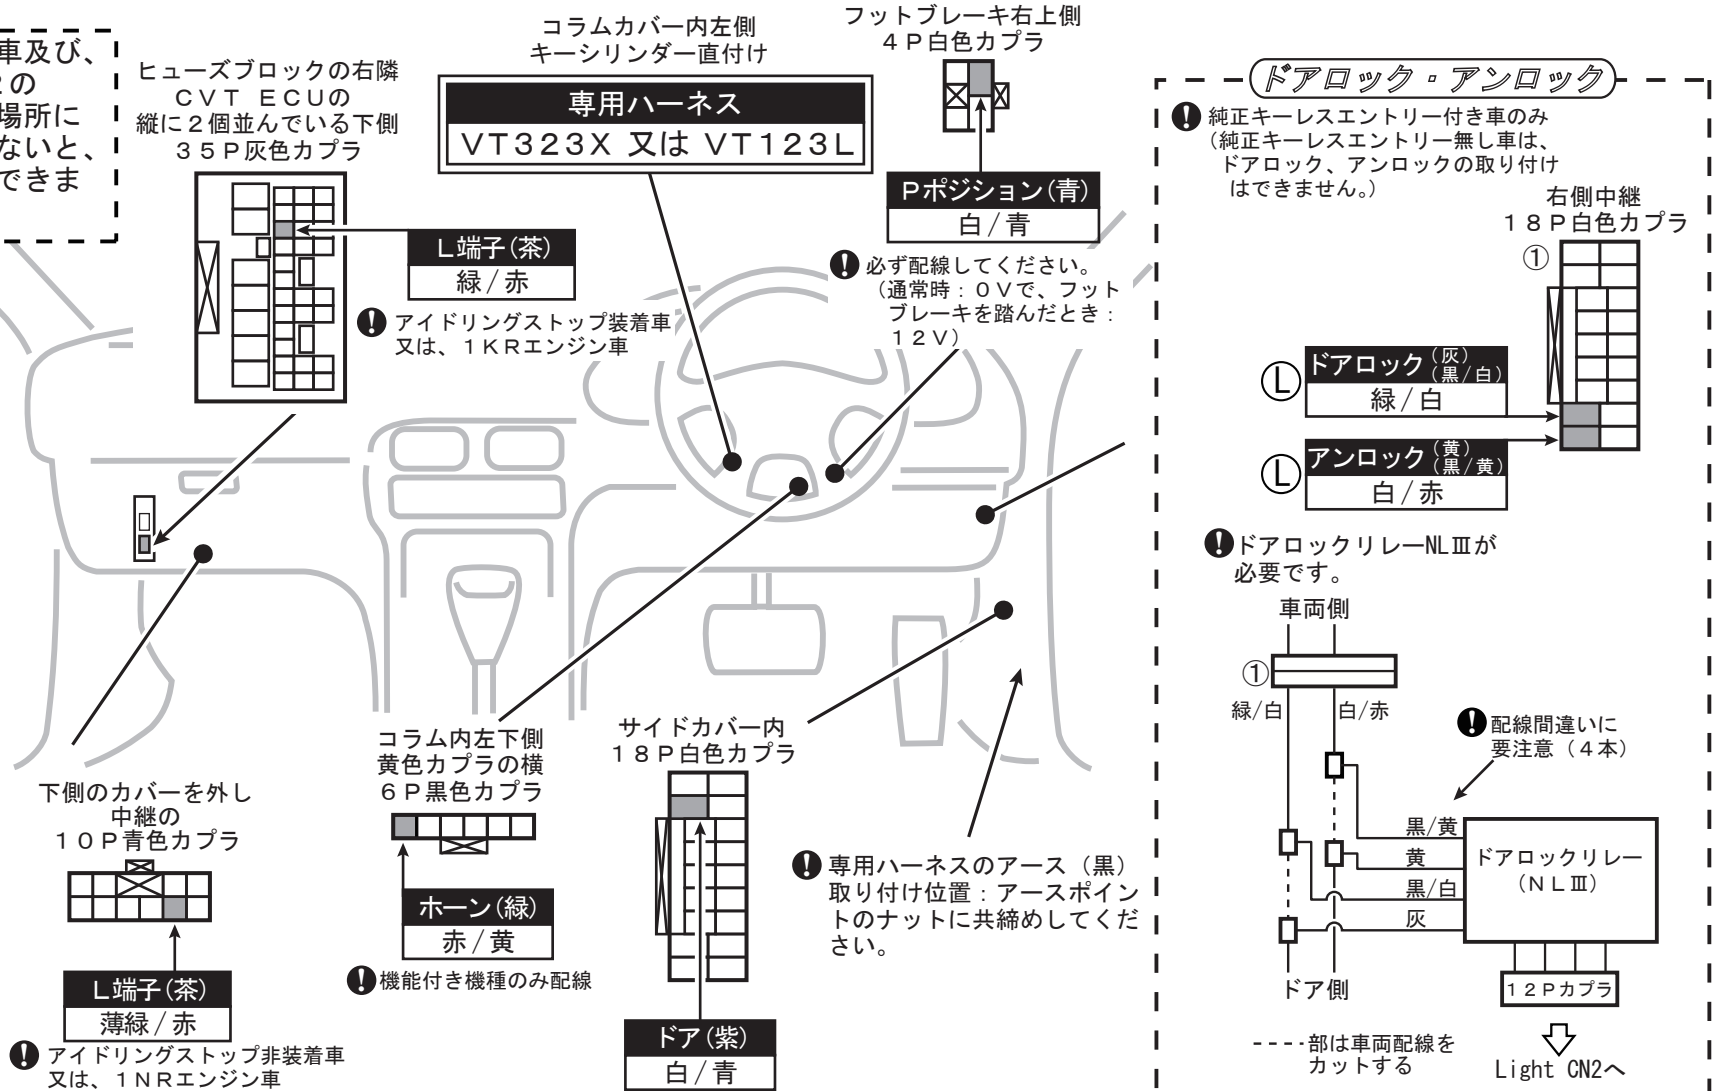 車及び、
2の
場所に
ないと、
できま
ヒューズブロックの右隣
CVT ECUの
縦に2個並んでいる下側
35P灰色カプラ
L端子(茶)
緑/赤
アイドリングストップ装着車
又は、1KRエンジン車
コラムカバー内左側
キーシリンダー直付け
専用ハーネス
VT323X 又は VT123L
フットブレーキ右上側
4P白色カプラ
Pポジション(青)
白/青
必ず配線してください。
(通常時:0Vで、フット
ブレーキを踏んだとき:
12V)
下側のカバーを外し
中継の
10P青色カプラ
L端子(茶)
薄緑/赤
アイドリングストップ非装着車
又は、1NRエンジン車
コラム内左下側
黄色カプラの横
6P黒色カプラ
ホーン(緑)
赤/黄
機能付き機種のみ配線
サイドカバー内
18P白色カプラ
ドア(紫)
白/青
専用ハーネスのアース(黒)
取り付け位置:アースポイン
トのナットに共締めしてくだ
さい。
ドアロック・アンロック
純正キーレスエントリー付き車のみ
(純正キーレスエントリー無し車は、
ドアロック、アンロックの取り付け
はできません。)
右側中継
18P白色カプラ
①
Ⓛ
ドアロック(灰)(黒/白)
緑/白
Ⓛ
アンロック(黄)(黒/黄)
白/赤
ドアロックリレーNLⅢが
必要です。
車両側
①
緑/白 白/赤
配線間違いに
要注意(4本)
黒/黄
黄
黒/白
灰
ドアロックリレー
(NLⅢ)
ドア側
12Pカプラ
----部は車両配線を
カットする
Light CN2へ